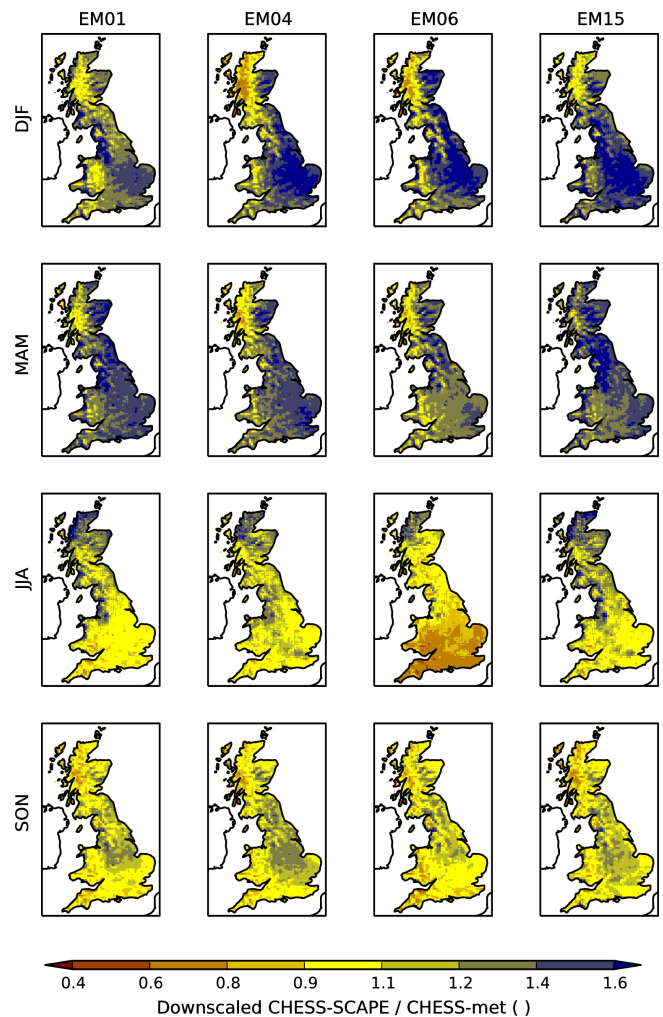 EM01 EM04 EM06 EM15
DJF
MAM
JJA
SON
0.4 0.6 0.8 0.9 1.1 1.2 1.4 1.6
Downscaled CHESS-SCAPE / CHESS-met ( )